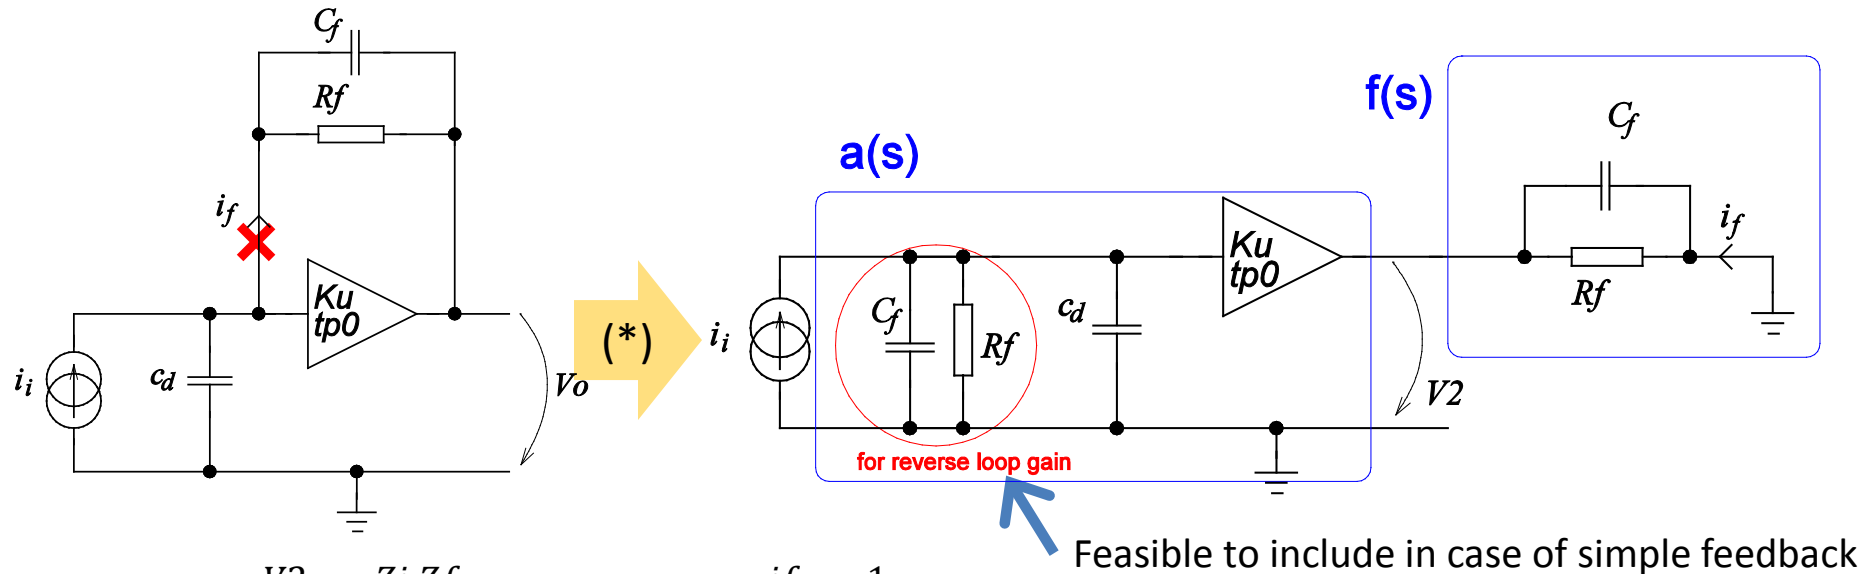 Cf
Rf
if
Ku
tp0
ii
cd
Vo
(*)
a(s)
ii
Cf
Rf
cd
Ku
tp0
V2
for reverse loop gain
f(s)
Cf
Rf
if
Feasible to include in case of simple feedback